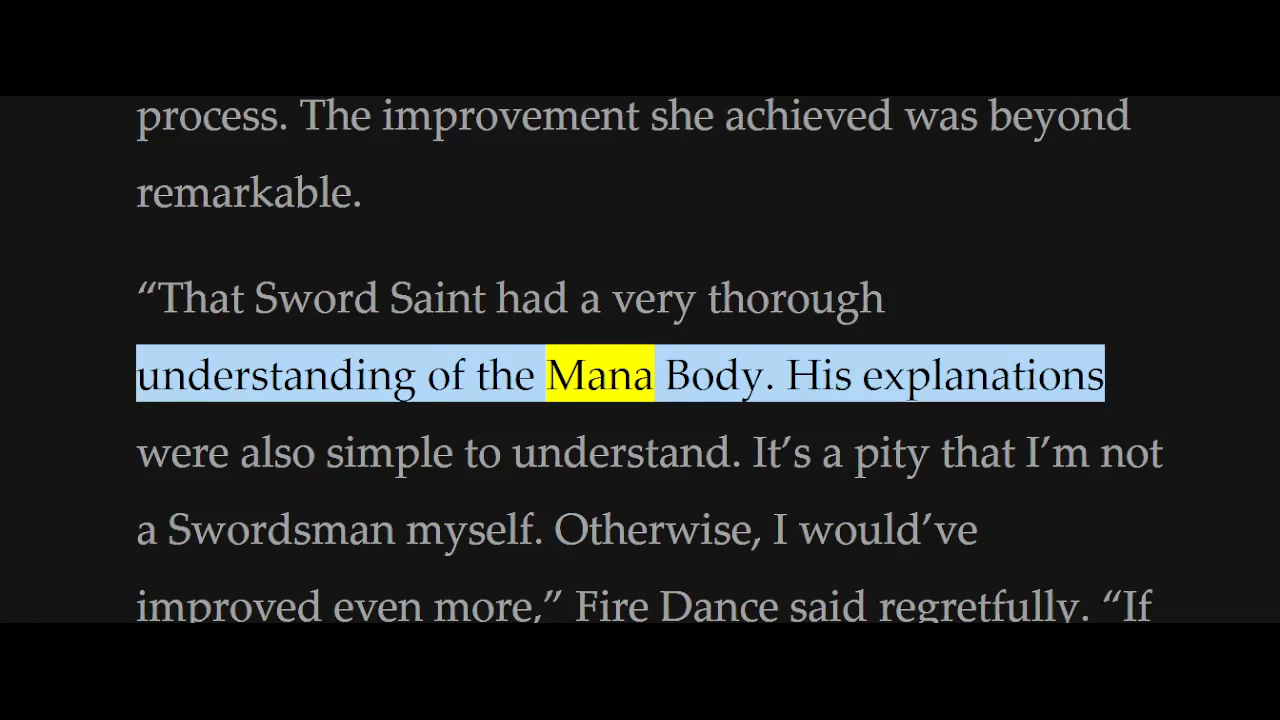 process. The improvement she achieved was beyond
remarkable.
“That Sword Saint had a very thorough
understanding of the Mana Body. His explanations
were also simple to understand. It’s a pity that I’m not
a Swordsman myself. Otherwise, I would’ve
improved even more,” Fire Dance said regretfully. “If